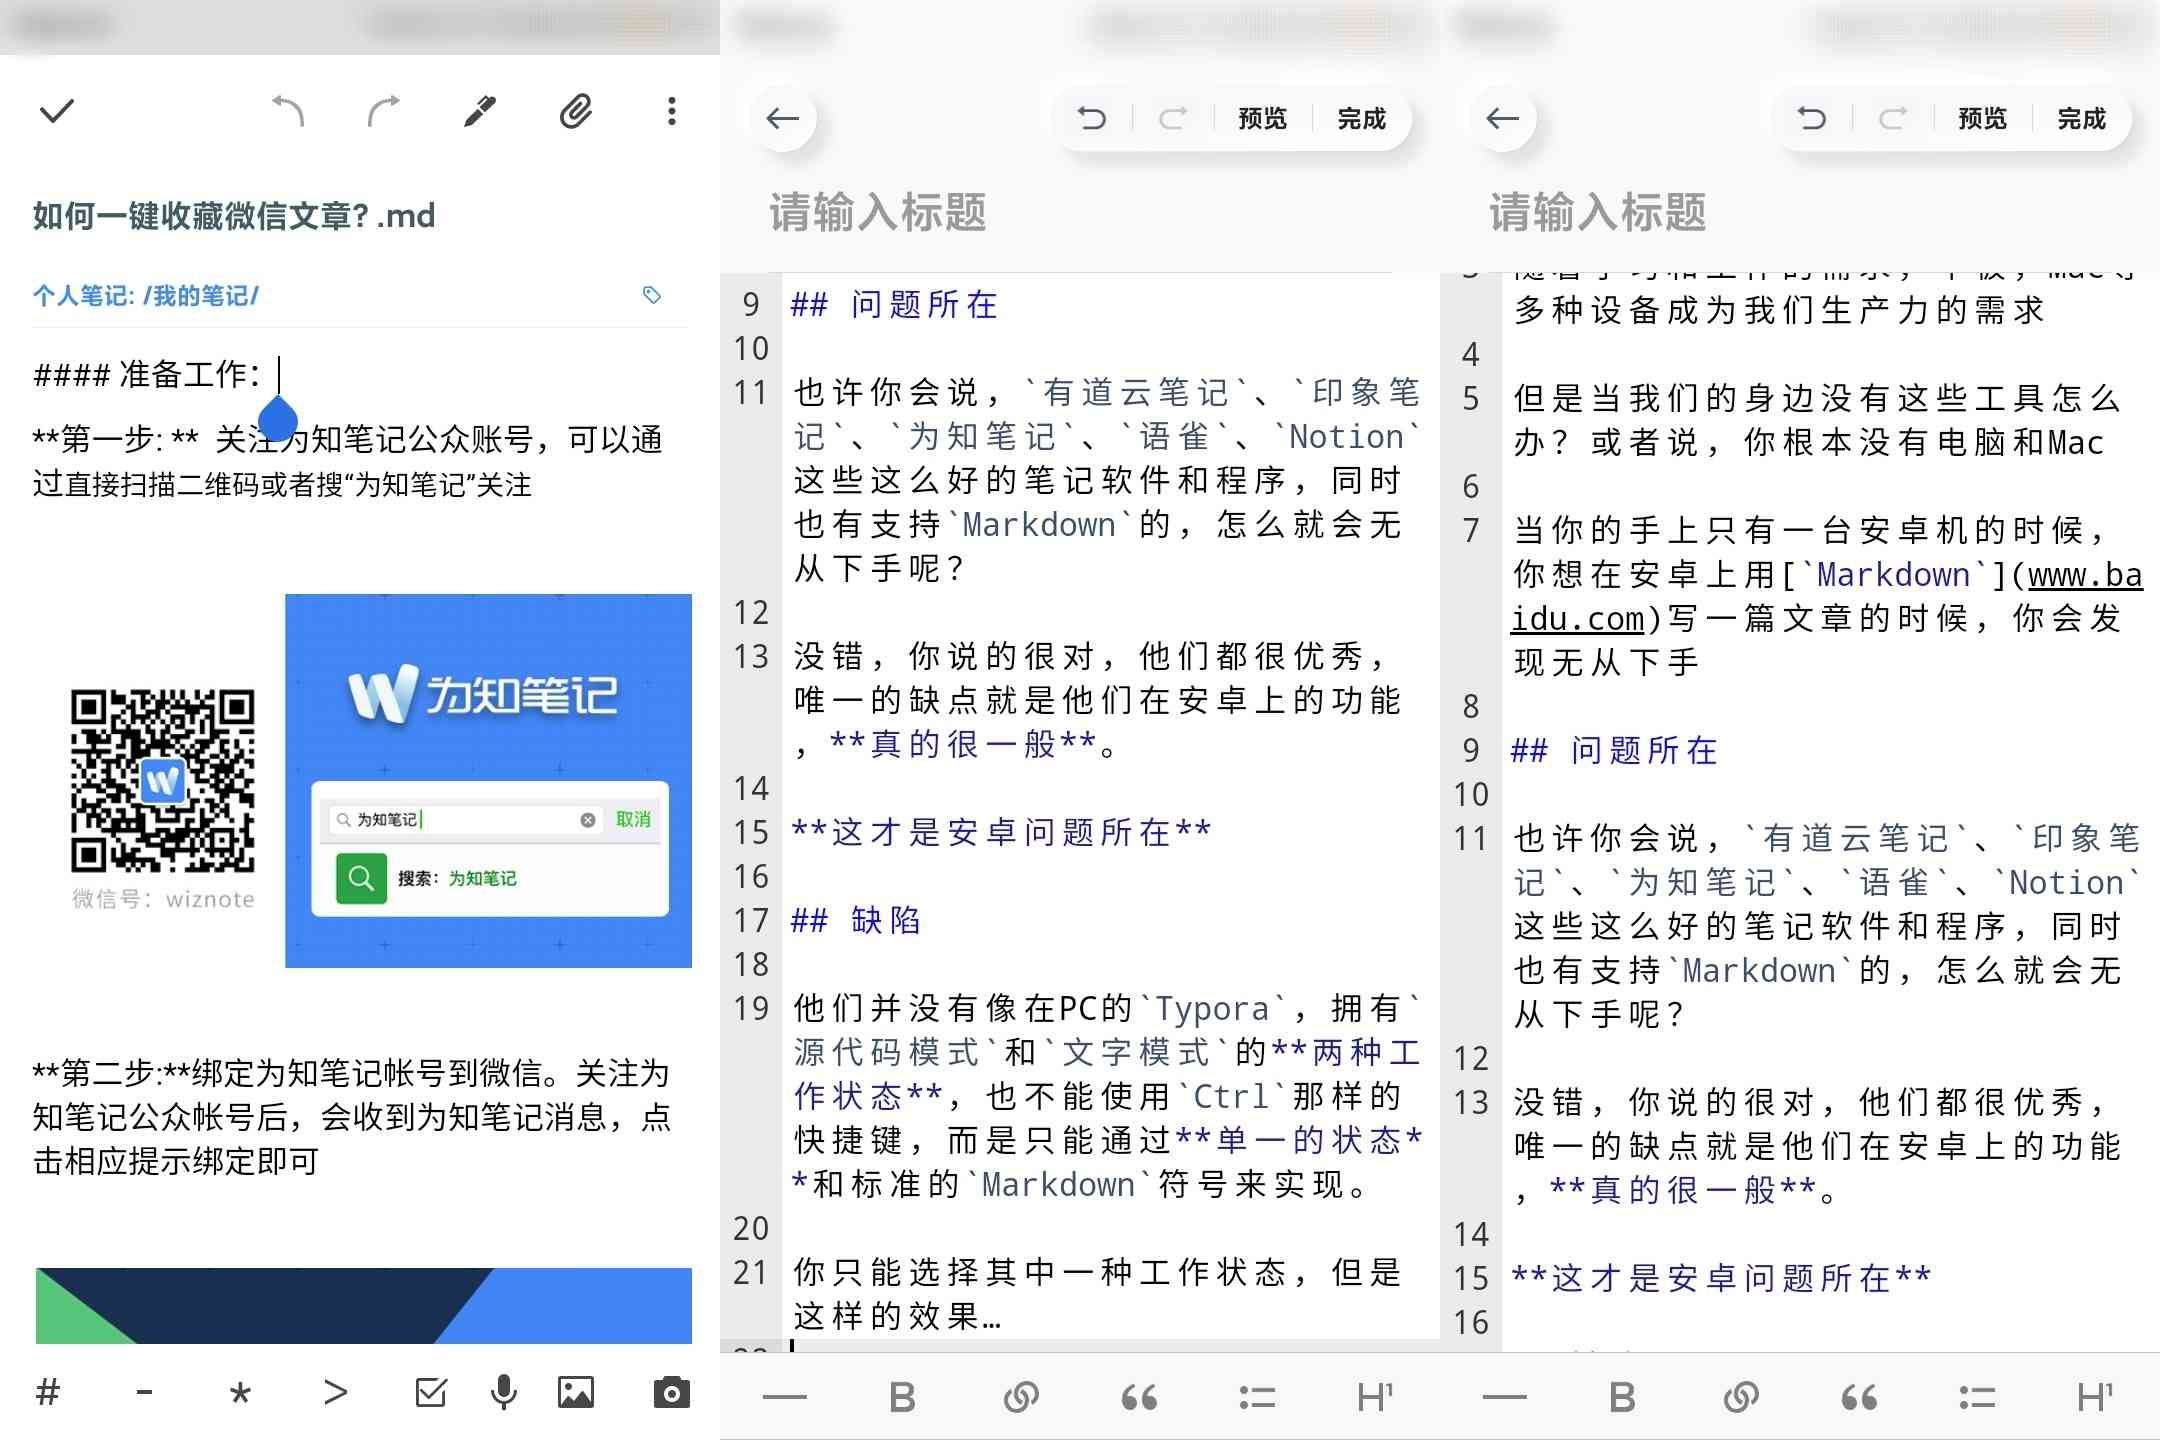 如何一键收藏微信文章? .md
个人笔记: /我的笔记/
#### 准备工作：
**第一步: ** 关注为知笔记公众账号，可以通
过直接扫描二维码或者搜“为知笔记”关注
为知笔记
为知笔记
取消
搜索：为知笔记
微信号：wiznote
**第二步:**绑定为知笔记帐号到微信。关注为
知笔记公众帐号后，会收到为知笔记消息，点
击相应提示绑定即可
# - * >
预览 完成
请输入标题
9 ## 问题所在
10
11 也许你会说，`有道云笔记`、`印象笔
记`、`为知笔记`、`语雀`、`Notion`
这些这么好的笔记软件和程序，同时
也有支持`Markdown`的，怎么就会无
从下手呢？
12
13 没错，你说的很对，他们都很优秀，
唯一的缺点就是他们在安卓上的功能
，**真的很一般**。
14
15 **这才是安卓问题所在**
16
17 ## 缺陷
18
19 他们并没有像在PC的`Typora`，拥有`
源代码模式`和`文字模式`的**两种工
作状态**，也不能使用`Ctrl`那样的
快捷键，而是只能通过**单一的状态*
*和标准的`Markdown`符号来实现。
20
21 你只能选择其中一种工作状态，但是
这样的效果…
B H1
预览 完成
请输入标题
多种设备成为我们生产力的需求
4
5 但是当我们的身边没有这些工具怎么
办？或者说，你根本没有电脑和Mac
6
7 当你的手上只有一台安卓机的时候，
你想在安卓上用[`Markdown`](www.ba
idu.com)写一篇文章的时候，你会发
现无从下手
8
9 ## 问题所在
10
11 也许你会说，`有道云笔记`、`印象笔
记`、`为知笔记`、`语雀`、`Notion`
这些这么好的笔记软件和程序，同时
也有支持`Markdown`的，怎么就会无
从下手呢？
12
13 没错，你说的很对，他们都很优秀，
唯一的缺点就是他们在安卓上的功能
，**真的很一般**。
14
15 **这才是安卓问题所在**
16
B H1